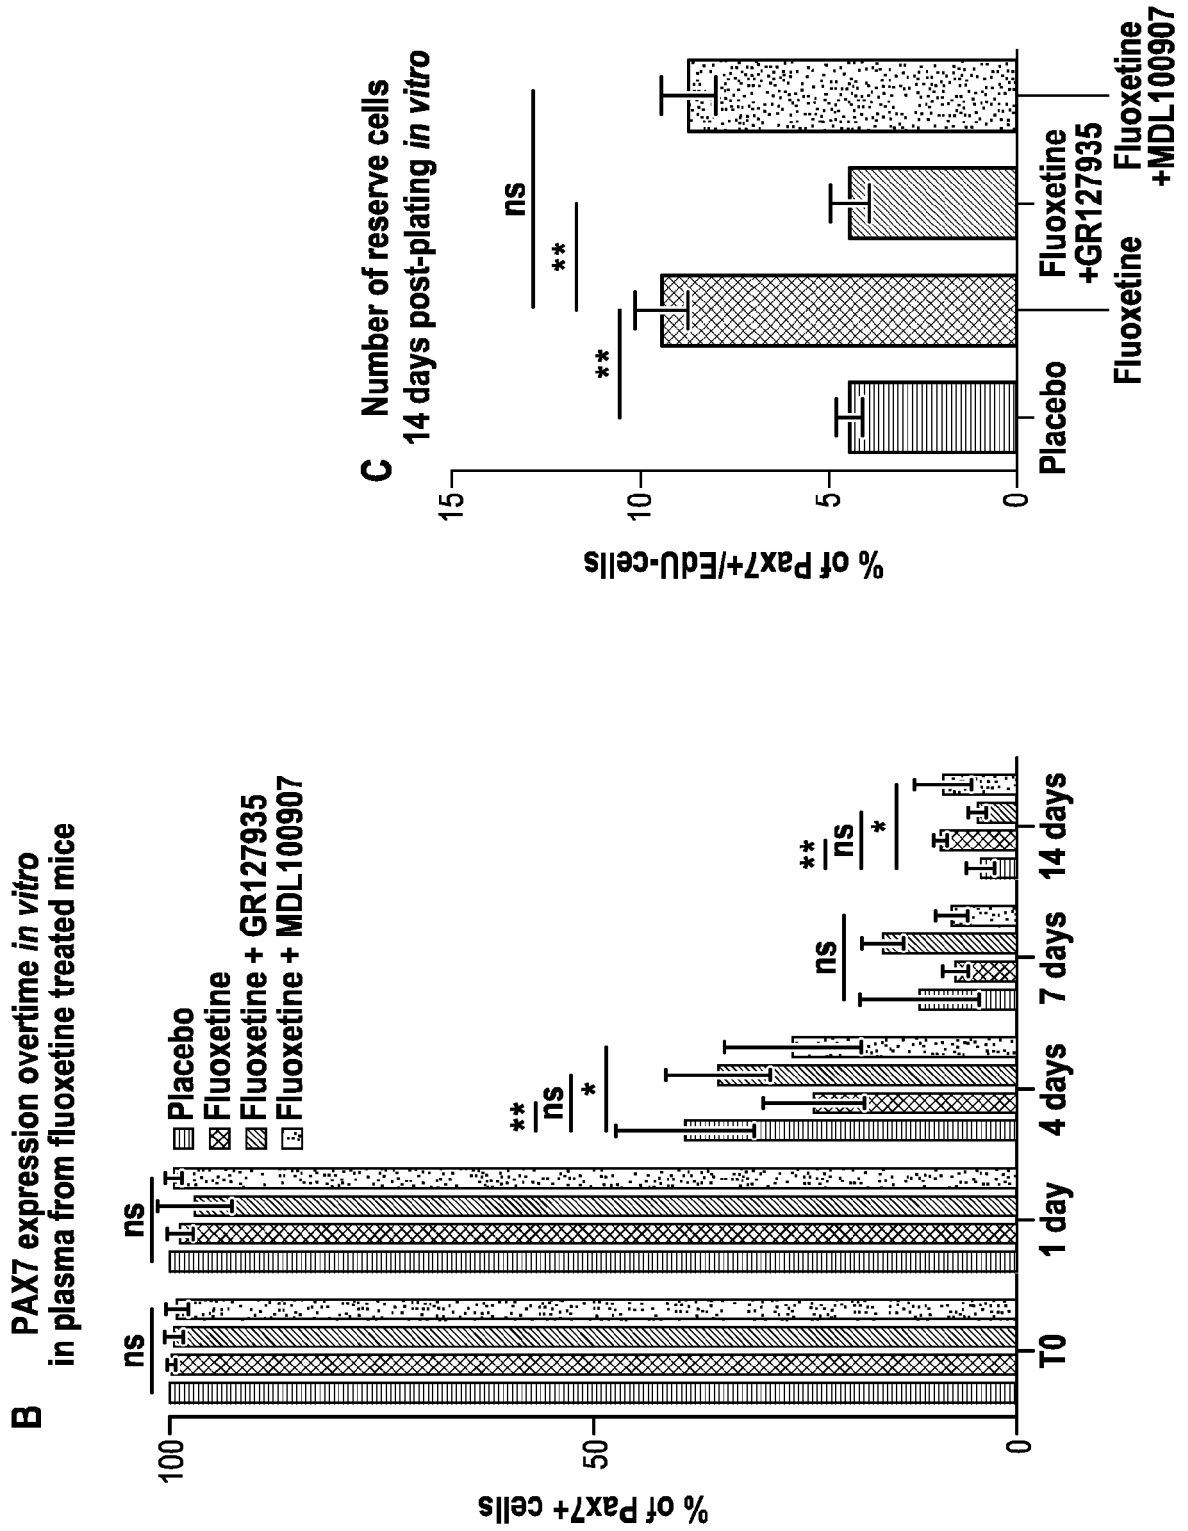 B PAX7 expression overtime in vitro
in plasma from fluoxetine treated mice
Placebo
Fluoxetine
Fluoxetine + GR127935
Fluoxetine + MDL100907
% of Pax7+ cells
100
50
0
ns
ns
**
ns
*
ns
**
ns
*
T0
1 day
4 days
7 days
14 days
C Number of reserve cells
14 days post-plating in vitro
% of Pax7+/EdU-cells
15
10
5
0
ns
**
**
Placebo
Fluoxetine
Fluoxetine
+GR127935
Fluoxetine
+MDL100907